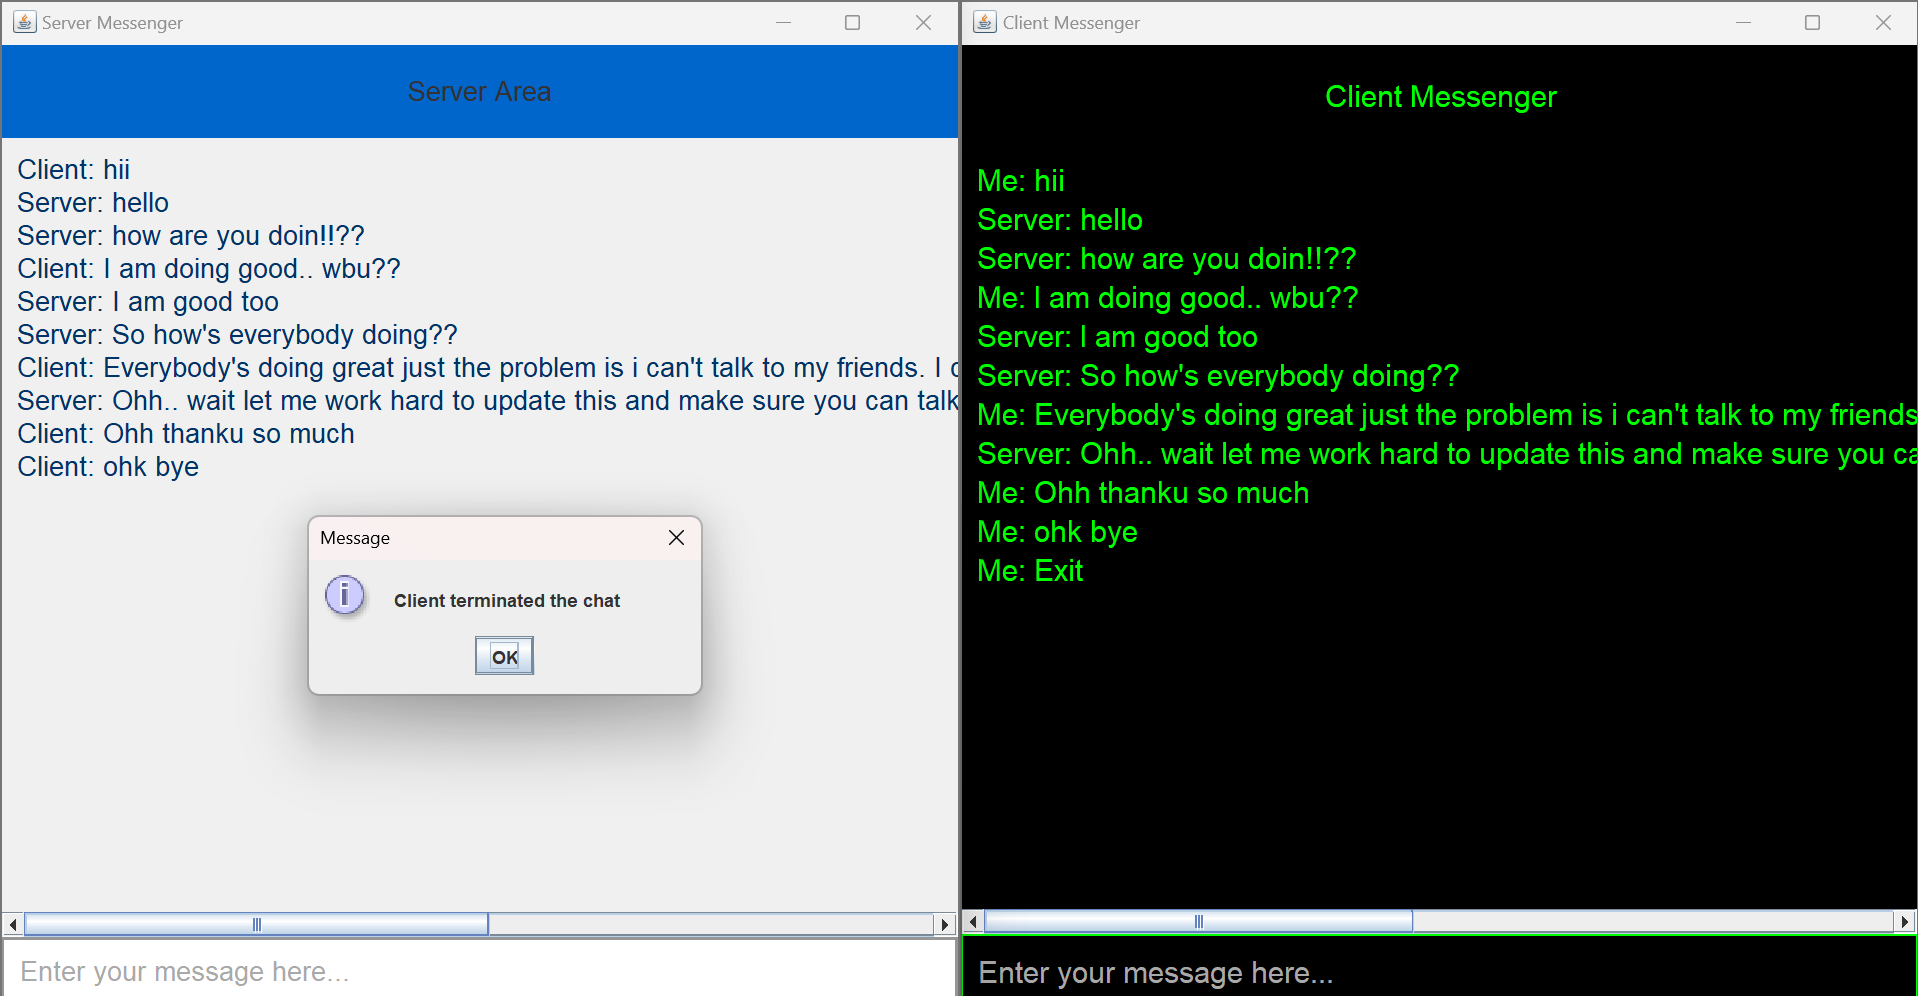 Server Messenger
Server Area
Client: hii
Server: hello
Server: how are you doin!!??
Client: I am doing good.. wbu??
Server: I am good too
Server: So how's everybody doing??
Client: Everybody's doing great just the problem is i can't talk to my friends. I
Server: Ohh.. wait let me work hard to update this and make sure you can talk
Client: Ohh thanku so much
Client: ohk bye
Message
Client terminated the chat
OK
Enter your message here...
Client Messenger
Client Messenger
Me: hii
Server: hello
Server: how are you doin!!??
Me: I am doing good.. wbu??
Server: I am good too
Server: So how's everybody doing??
Me: Everybody's doing great just the problem is i can't talk to my friends
Server: Ohh.. wait let me work hard to update this and make sure you
Me: Ohh thanku so much
Me: ohk bye
Me: Exit
Enter your message here...